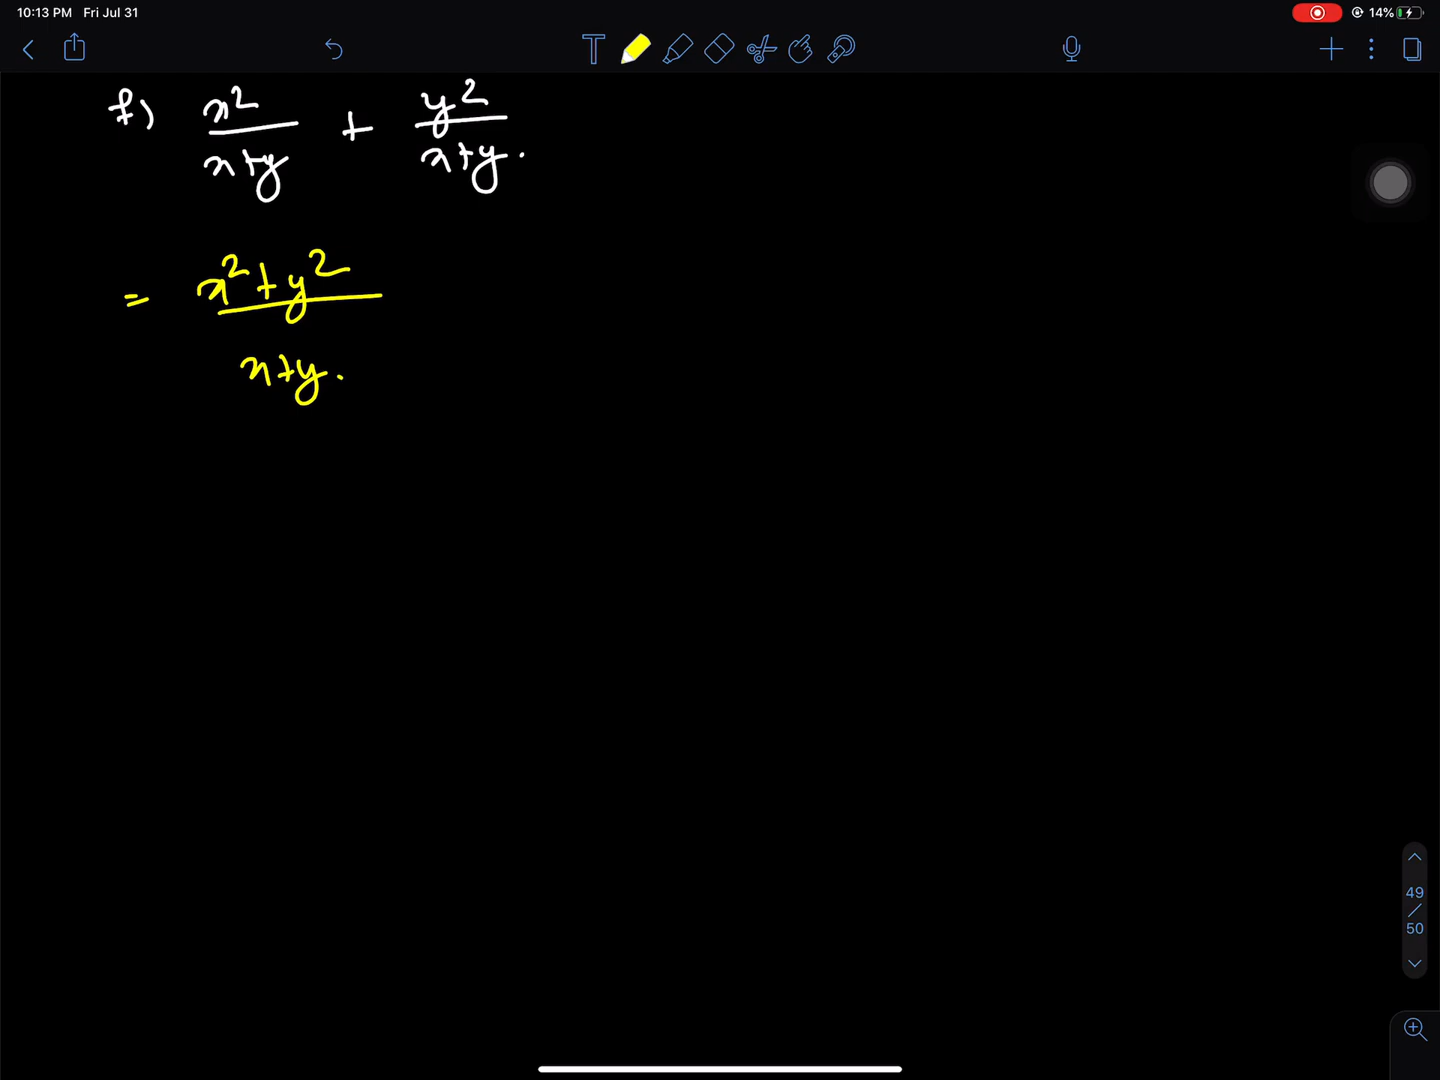 10:13 PM Fri Jul 31
14%
f) x²/(x+y) + y²/(x+y).
= (x²+y²)/(x+y).
49
/
50